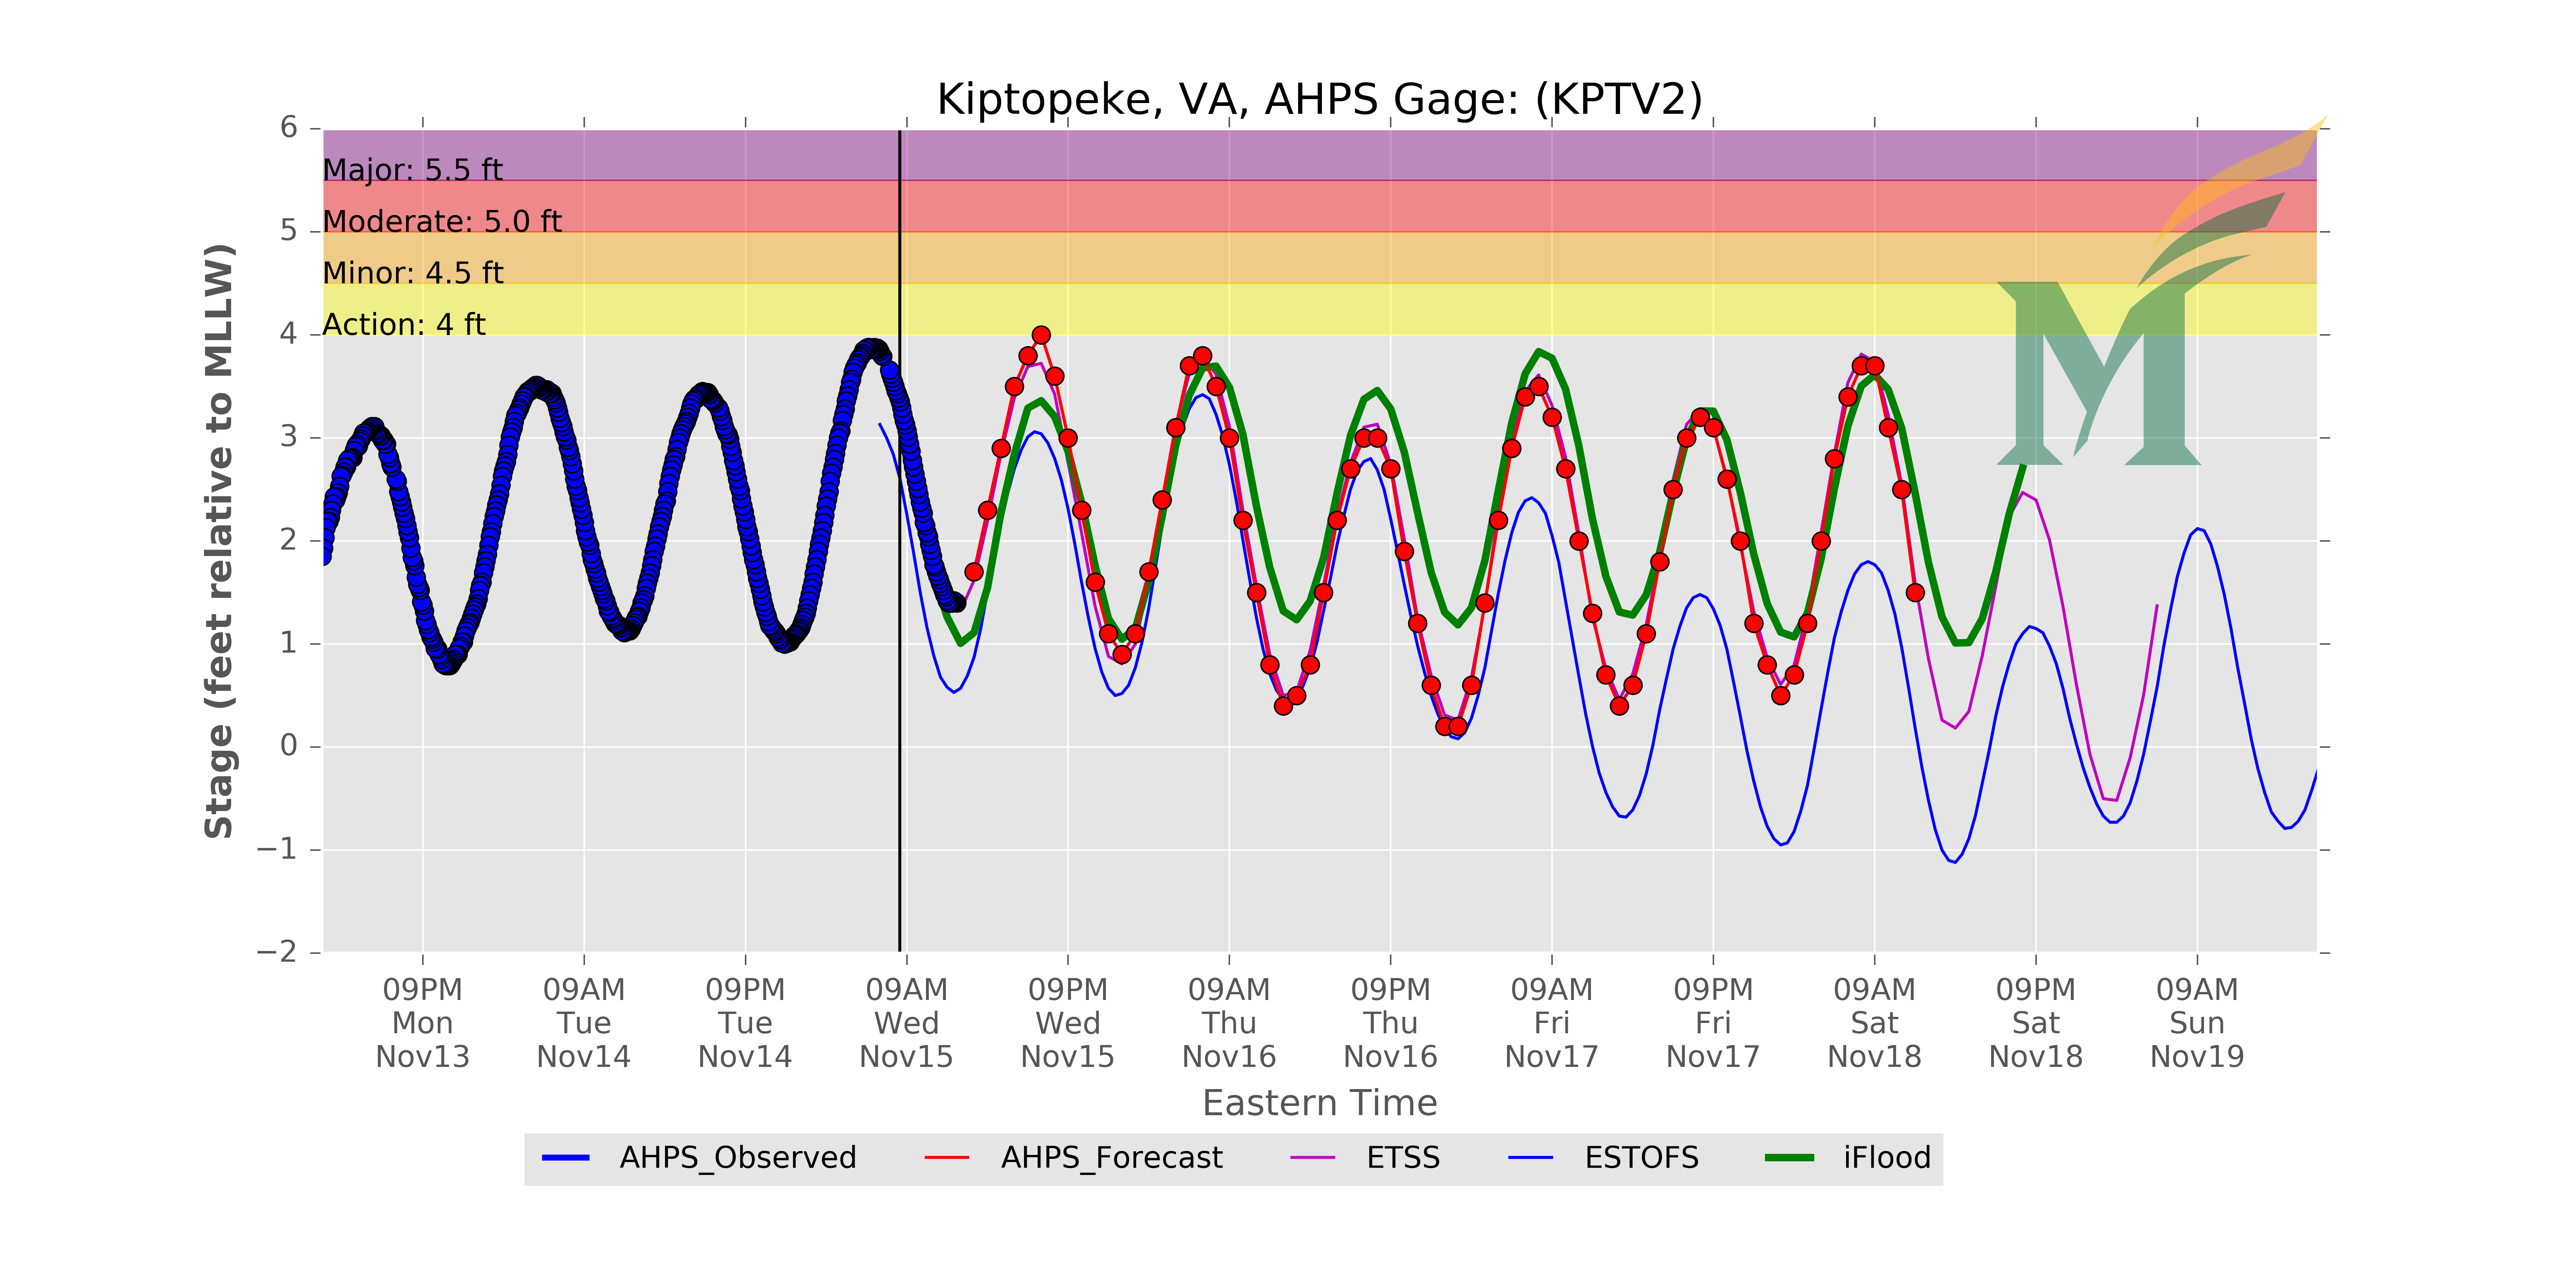 Kiptopeke, VA, AHPS Gage: (KPTV2)
6
5
4
3
2
1
0
−1
−2
Stage (feet relative to MLLW)
Major: 5.5 ft
Moderate: 5.0 ft
Minor: 4.5 ft
Action: 4 ft
M
09PM 09AM 09PM 09AM 09PM 09AM 09PM 09AM 09PM 09AM 09PM 09AM
Mon Tue Tue Wed Wed Thu Thu Fri Fri Sat Sat Sun
Nov13 Nov14 Nov14 Nov15 Nov15 Nov16 Nov16 Nov17 Nov17 Nov18 Nov18 Nov19
Eastern Time
AHPS_Observed AHPS_Forecast ETSS ESTOFS iFlood